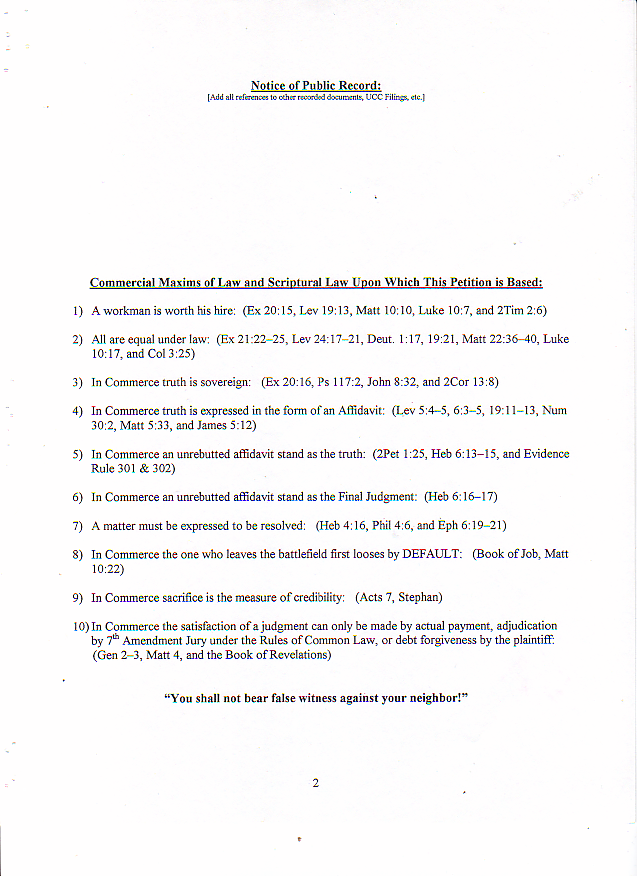 Notice of Public Record:
[Add all references to other recorded documents, UCC Filings, etc.]
Commercial Maxims of Law and Scriptural Law Upon Which This Petition is Based:
1) A workman is worth his hire: (Ex 20:15, Lev 19:13, Matt 10:10, Luke 10:7, and 2Tim 2:6)
2) All are equal under law: (Ex 21:22–25, Lev 24:17–21, Deut. 1:17, 19:21, Matt 22:36–40, Luke
10:17, and Col 3:25)
3) In Commerce truth is sovereign: (Ex 20:16, Ps 117:2, John 8:32, and 2Cor 13:8)
4) In Commerce truth is expressed in the form of an Affidavit: (Lev 5:4–5, 6:3–5, 19:11–13, Num
30:2, Matt 5:33, and James 5:12)
5) In Commerce an unrebutted affidavit stand as the truth: (2Pet 1:25, Heb 6:13–15, and Evidence
Rule 301 & 302)
6) In Commerce an unrebutted affidavit stand as the Final Judgment: (Heb 6:16–17)
7) A matter must be expressed to be resolved: (Heb 4:16, Phil 4:6, and Eph 6:19–21)
8) In Commerce the one who leaves the battlefield first looses by DEFAULT: (Book of Job, Matt
10:22)
9) In Commerce sacrifice is the measure of credibility: (Acts 7, Stephan)
10) In Commerce the satisfaction of a judgment can only be made by actual payment, adjudication
by 7th Amendment Jury under the Rules of Common Law, or debt forgiveness by the plaintiff:
(Gen 2–3, Matt 4, and the Book of Revelations)
“You shall not bear false witness against your neighbor!”
2